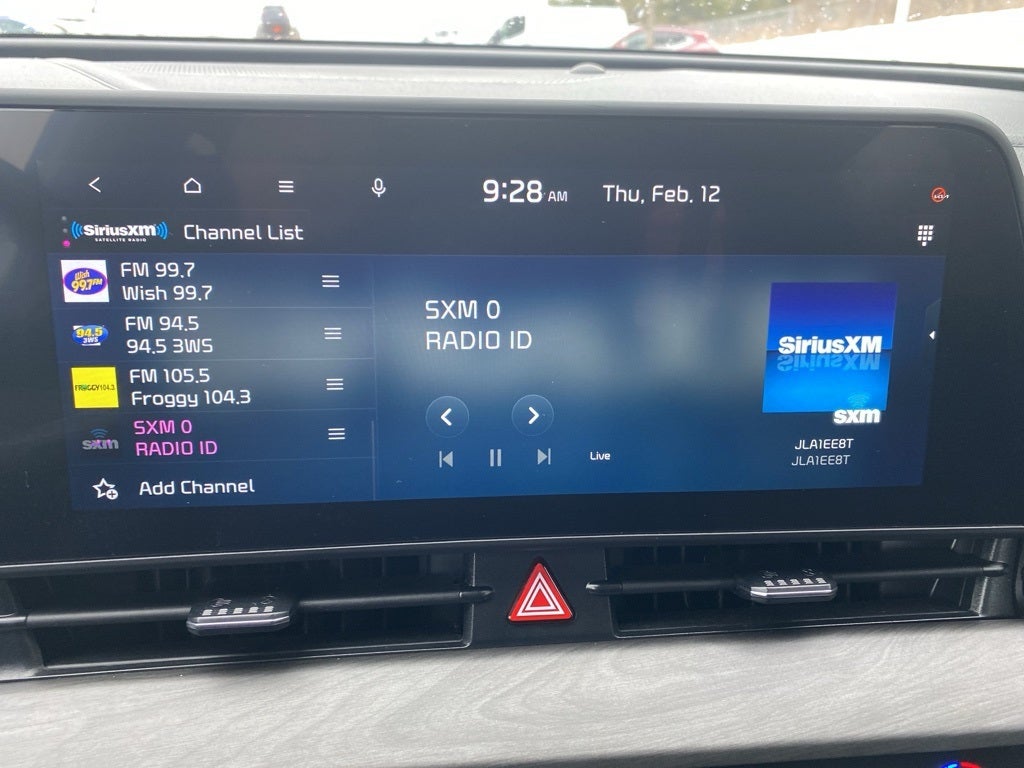 9:28 AM Thu, Feb. 12
SiriusXM Channel List
SATELLITE RADIO
Wish
99.7FM
FM 99.7
Wish 99.7
94.5
3WS
FM 94.5
94.5 3WS
FROGGY104.3
FM 105.5
Froggy 104.3
sxm
SXM 0
RADIO ID
Add Channel
SXM 0
RADIO ID
Live
SiriusXM
sxm
JLA1EE8T
JLA1EE8T